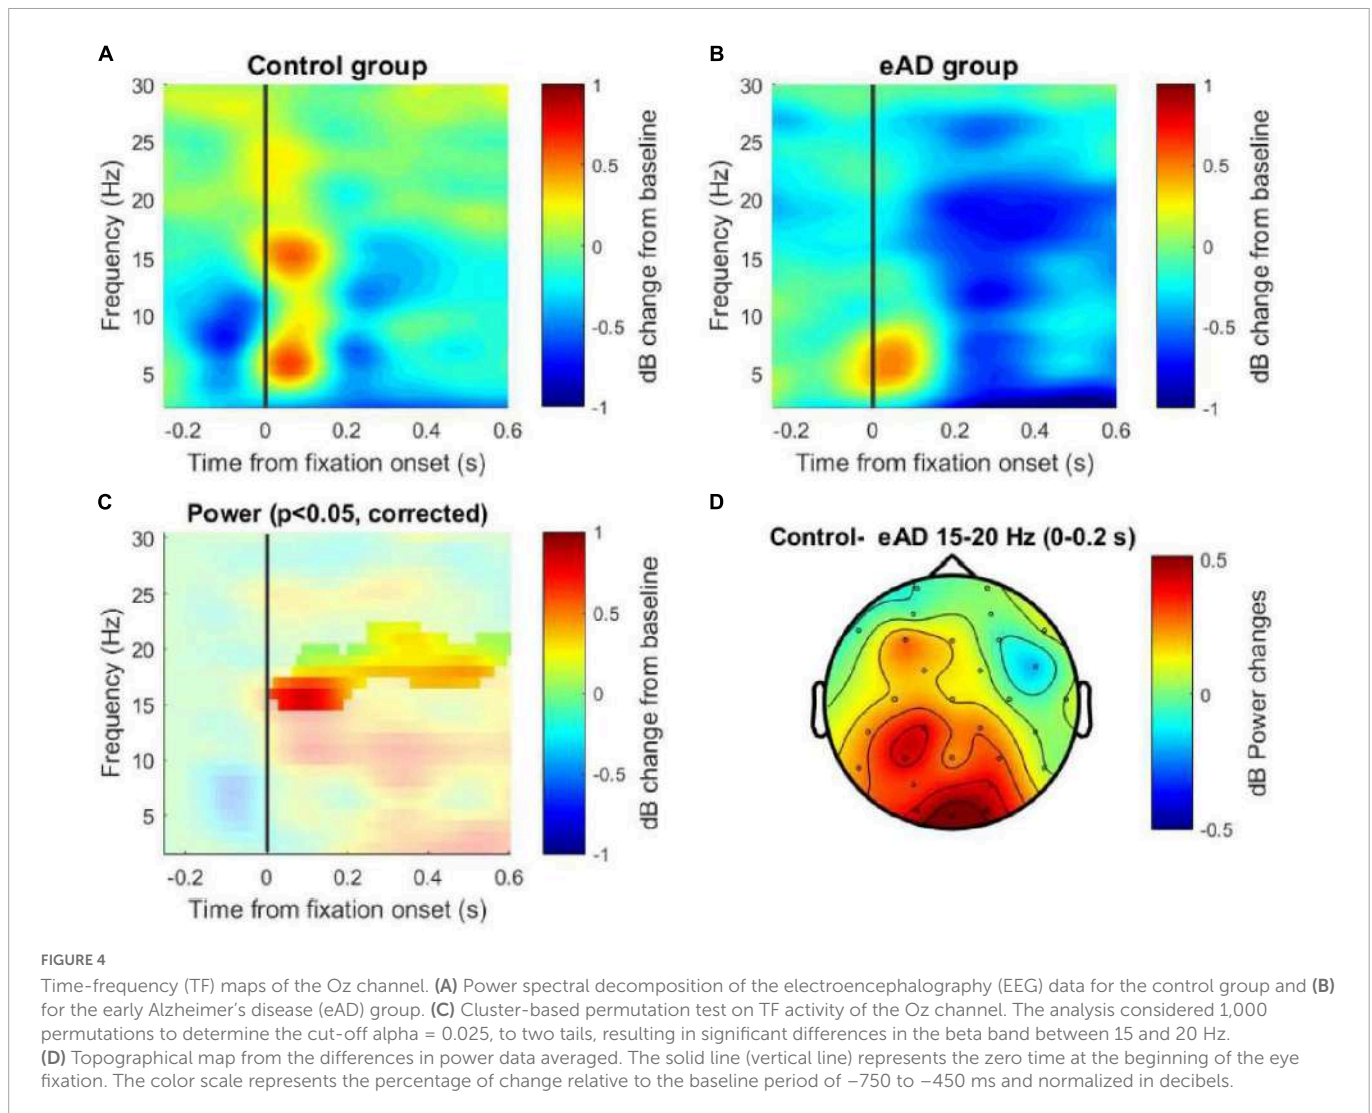 A
Control group
30
25
20
15
10
5
Frequency (Hz)
-0.2 0 0.2 0.4 0.6
Time from fixation onset (s)
1
0.5
0
-0.5
-1
dB change from baseline
B
eAD group
30
25
20
15
10
5
Frequency (Hz)
-0.2 0 0.2 0.4 0.6
Time from fixation onset (s)
1
0.5
0
-0.5
-1
dB change from baseline
C
Power (p<0.05, corrected)
30
25
20
15
10
5
Frequency (Hz)
-0.2 0 0.2 0.4 0.6
Time from fixation onset (s)
1
0.5
0
-0.5
-1
dB change from baseline
D
Control- eAD 15-20 Hz (0-0.2 s)
0.5
0
-0.5
dB Power changes
FIGURE 4
Time-frequency (TF) maps of the Oz channel. (A) Power spectral decomposition of the electroencephalography (EEG) data for the control group and (B)
for the early Alzheimer's disease (eAD) group. (C) Cluster-based permutation test on TF activity of the Oz channel. The analysis considered 1,000
permutations to determine the cut-off alpha = 0.025, to two tails, resulting in significant differences in the beta band between 15 and 20 Hz.
(D) Topographical map from the differences in power data averaged. The solid line (vertical line) represents the zero time at the beginning of the eye
fixation. The color scale represents the percentage of change relative to the baseline period of −750 to −450 ms and normalized in decibels.